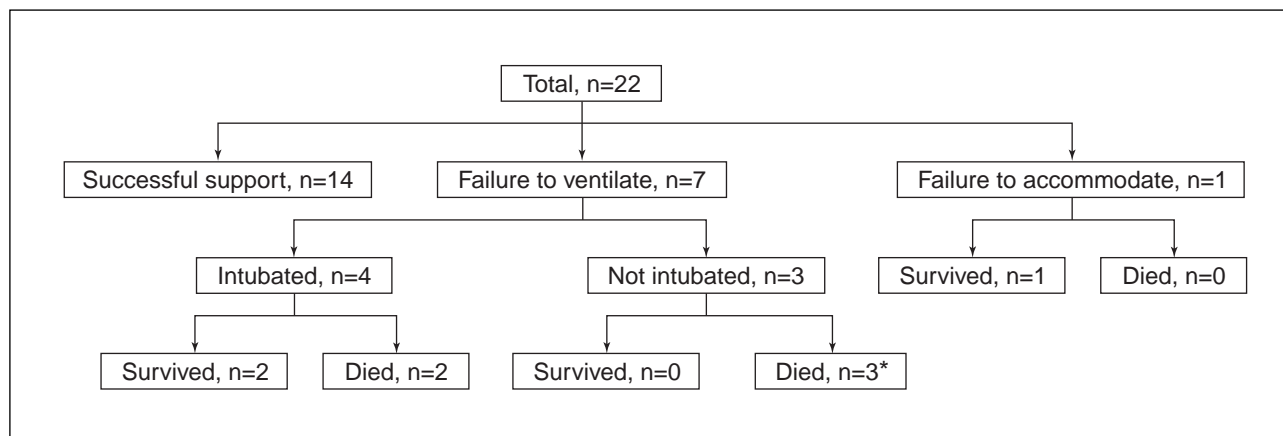 Total, n=22
Successful support, n=14
Failure to ventilate, n=7
Failure to accommodate, n=1
Intubated, n=4
Not intubated, n=3
Survived, n=1
Died, n=0
Survived, n=2
Died, n=2
Survived, n=0
Died, n=3*